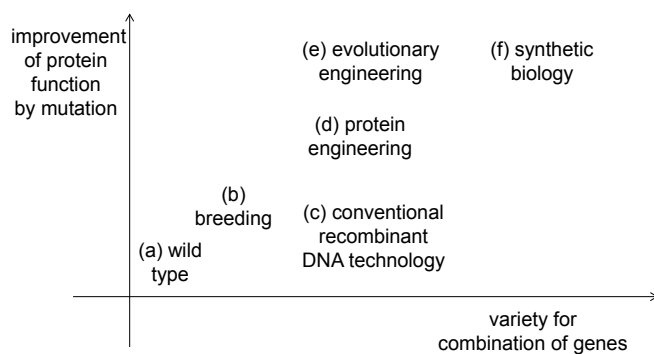 improvement
of protein
function
by mutation
(e) evolutionary
engineering
(f) synthetic
biology
(d) protein
engineering
(b)
breeding
(c) conventional
recombinant
DNA technology
(a) wild
type
variety for
combination of genes